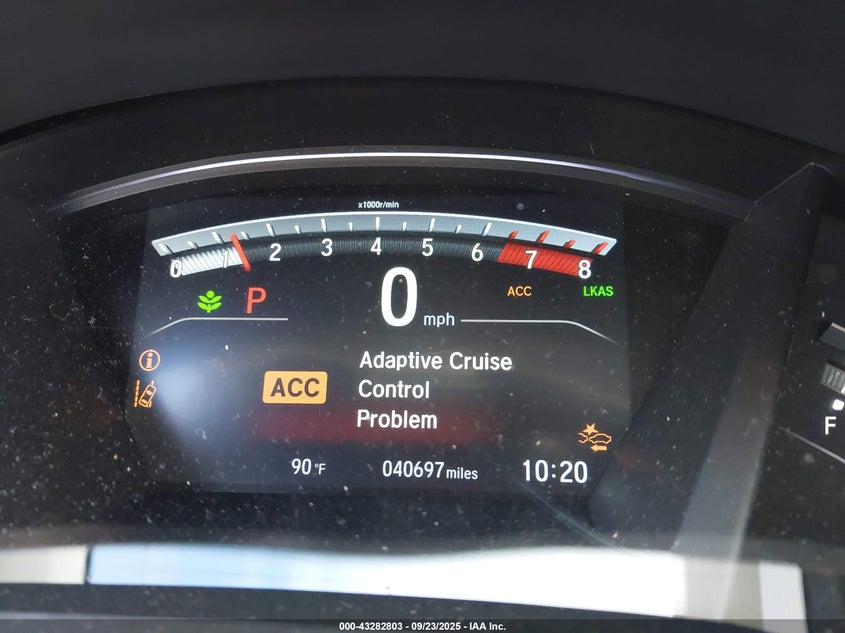 x1000r/min
0 1 2 3 4 5 6 7 8
P 0 mph ACC LKAS
i
ACC
Adaptive Cruise
Control
Problem
90 °F 040697 miles 10:20
F
000-43282803 - 09/23/2025 - IAA Inc.